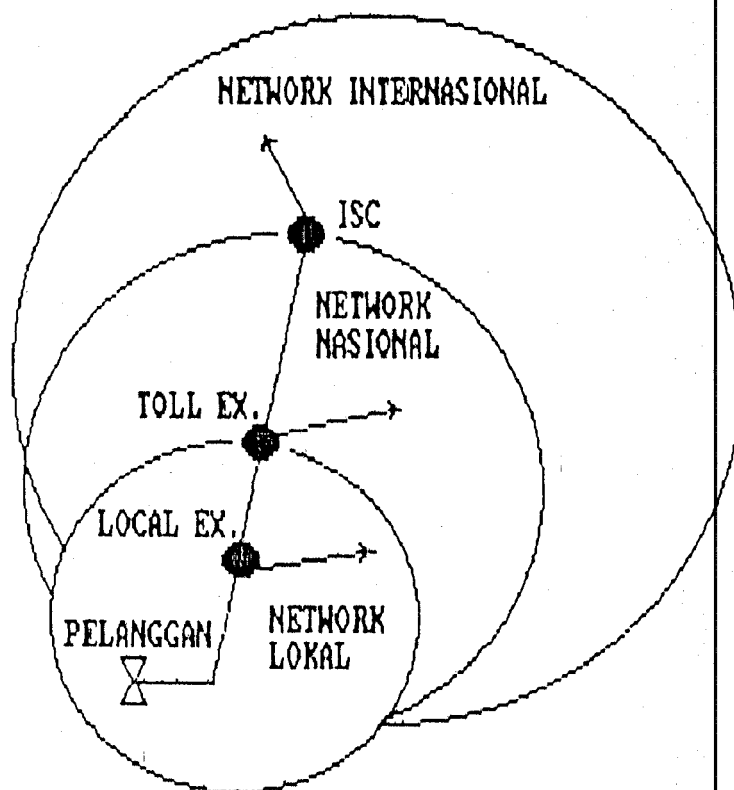 NETWORK INTERNASIONAL
ISC
NETWORK
NASIONAL
TOLL EX.
LOCAL EX.
PELANGGAN
NETWORK
LOKAL